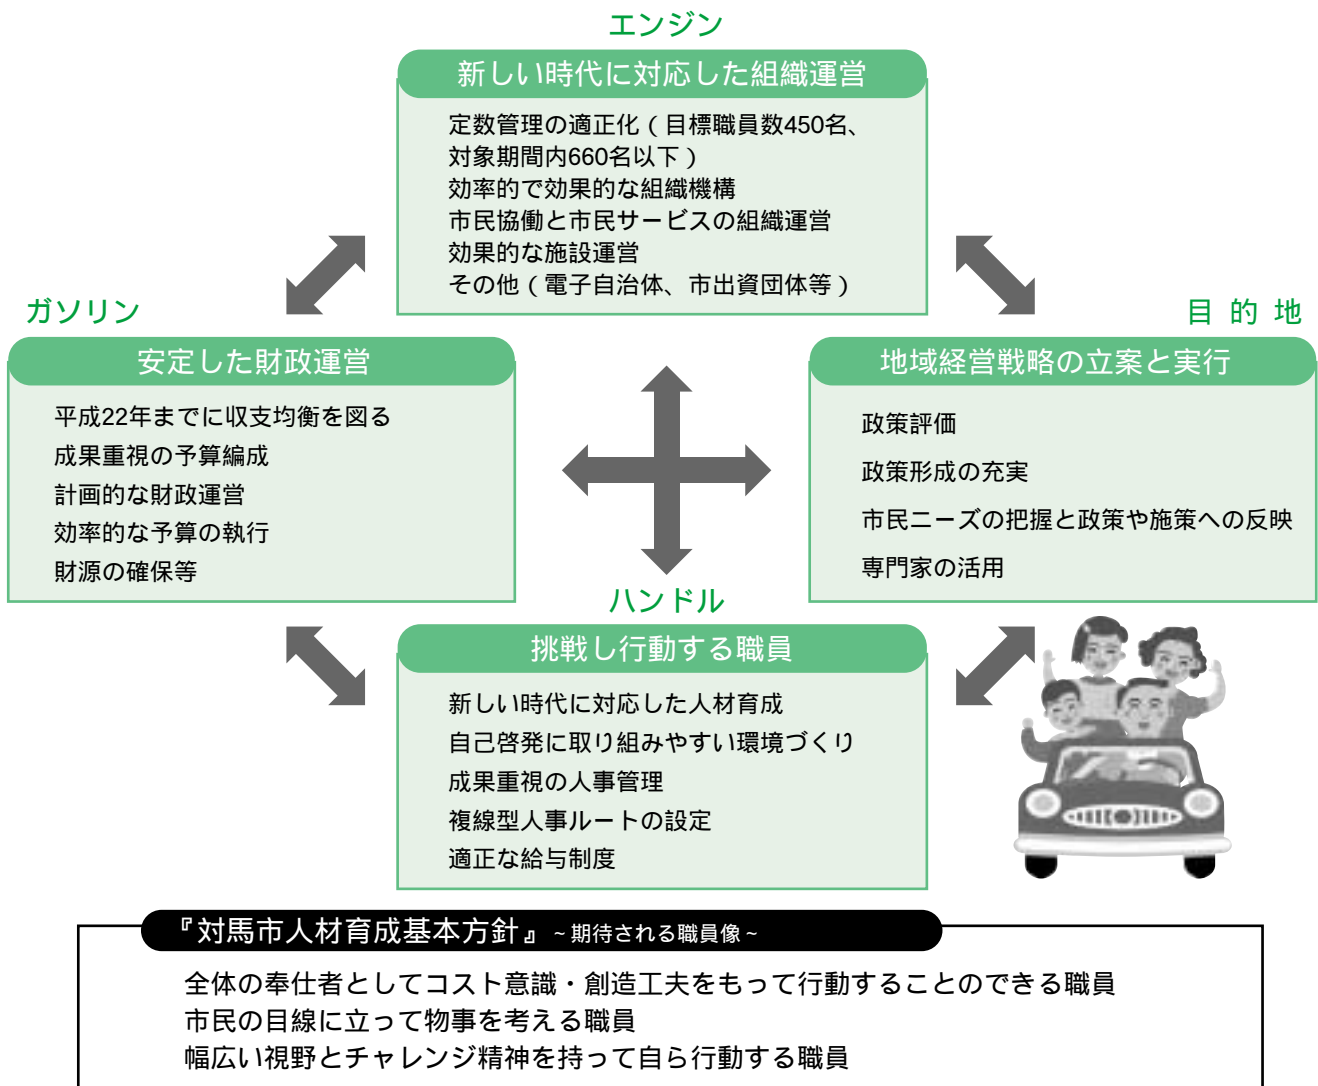 エンジン
新しい時代に対応した組織運営
定数管理の適正化（目標職員数450名、
対象期間内660名以下）
効率的で効果的な組織機構
市民協働と市民サービスの組織運営
効果的な施設運営
その他（電子自治体、市出資団体等）
ガソリン
安定した財政運営
平成22年までに収支均衡を図る
成果重視の予算編成
計画的な財政運営
効率的な予算の執行
財源の確保等
目的地
地域経営戦略の立案と実行
政策評価
政策形成の充実
市民ニーズの把握と政策や施策への反映
専門家の活用
ハンドル
挑戦し行動する職員
新しい時代に対応した人材育成
自己啓発に取り組みやすい環境づくり
成果重視の人事管理
複線型人事ルートの設定
適正な給与制度
『対馬市人材育成基本方針』~期待される職員像~
全体の奉仕者としてコスト意識・創造工夫をもって行動することのできる職員
市民の目線に立って物事を考える職員
幅広い視野とチャレンジ精神を持って自ら行動する職員